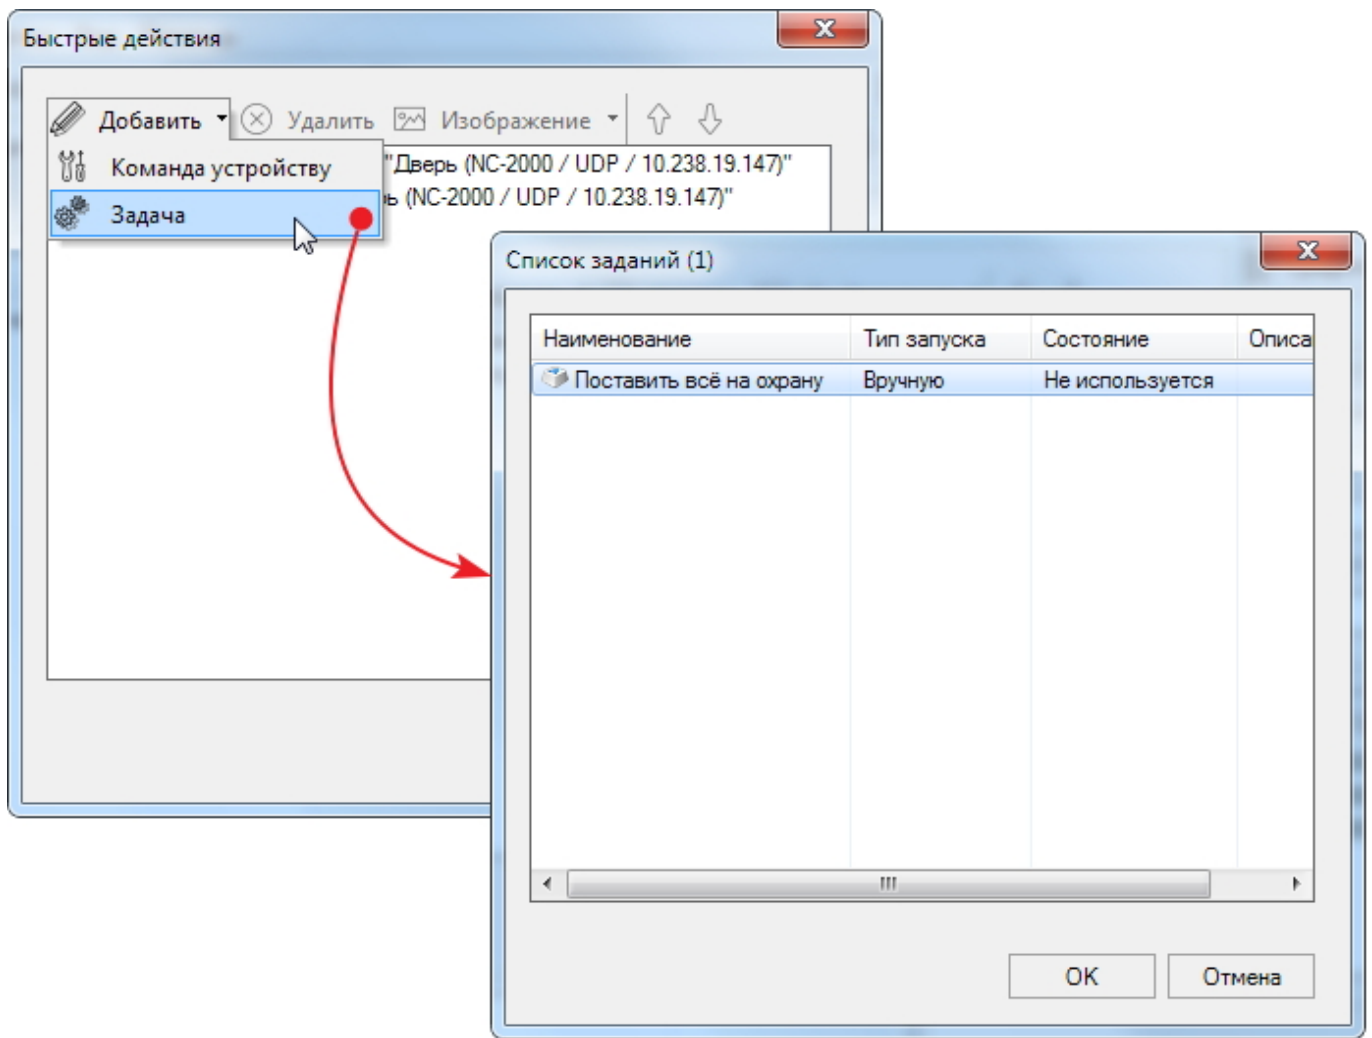 Быстрые действия
Добавить Удалить Изображение
Команда устройству "Дверь (NC-2000 / UDP / 10.238.19.147)"
Задача (NC-2000 / UDP / 10.238.19.147)"
Список заданий (1)
Наименование Тип запуска Состояние
Поставить всё на охрану Вручную Не используется
OK Отмена